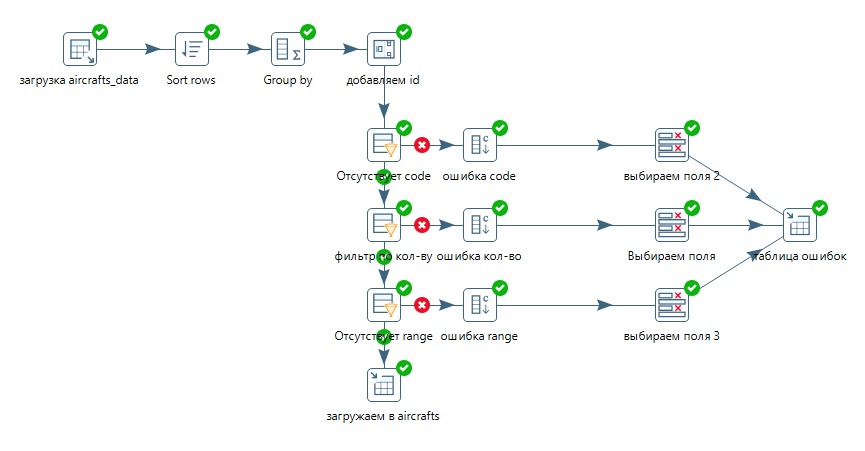 загрузка aircrafts_data
Sort rows
Group by
добавляем id
Отсутствует code
ошибка code
выбираем поля 2
фильтр по кол-ву
ошибка кол-во
Выбираем поля
таблица ошибок
Отсутствует range
ошибка range
выбираем поля 3
загружаем в aircrafts